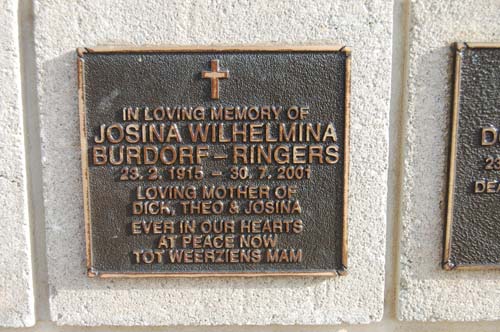 IN LOVING MEMORY OF
JOSINA WILHELMINA
BURDORF-RINGERS
23. 2. 1915 - 30. 7. 2001
LOVING MOTHER OF
DICK, THEO & JOSINA
EVER IN OUR HEARTS
AT PEACE NOW
TOT WEERZIENS MAM